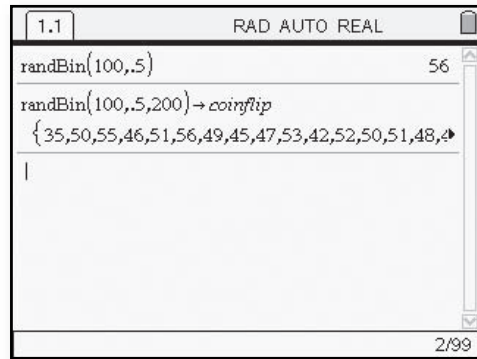 1.1 RAD AUTO REAL
randBin(100,.5) 56
randBin(100,.5,200)→coinflip
{35,50,55,46,51,56,49,45,47,53,42,52,50,51,48,4
2/99